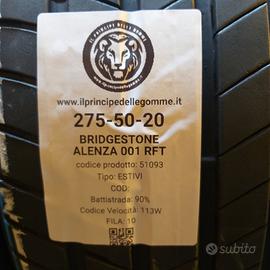 IL PRINCIPE DELLE GOMME
www.ilprincipedellegomme.it
275-50-20
BRIDGESTONE
ALENZA 001 RFT
codice prodotto: 51093
Tipo: ESTIVI
COD:
Battistrada: 90%
Codice Velocità: 113W
FILA: 10
subito